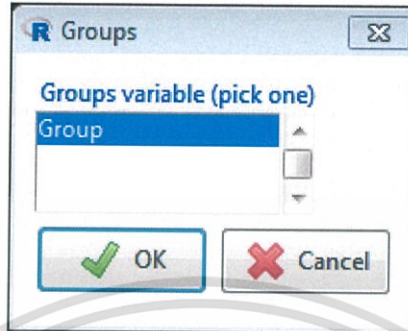 Groups
Groups variable (pick one)
Group
OK
Cancel